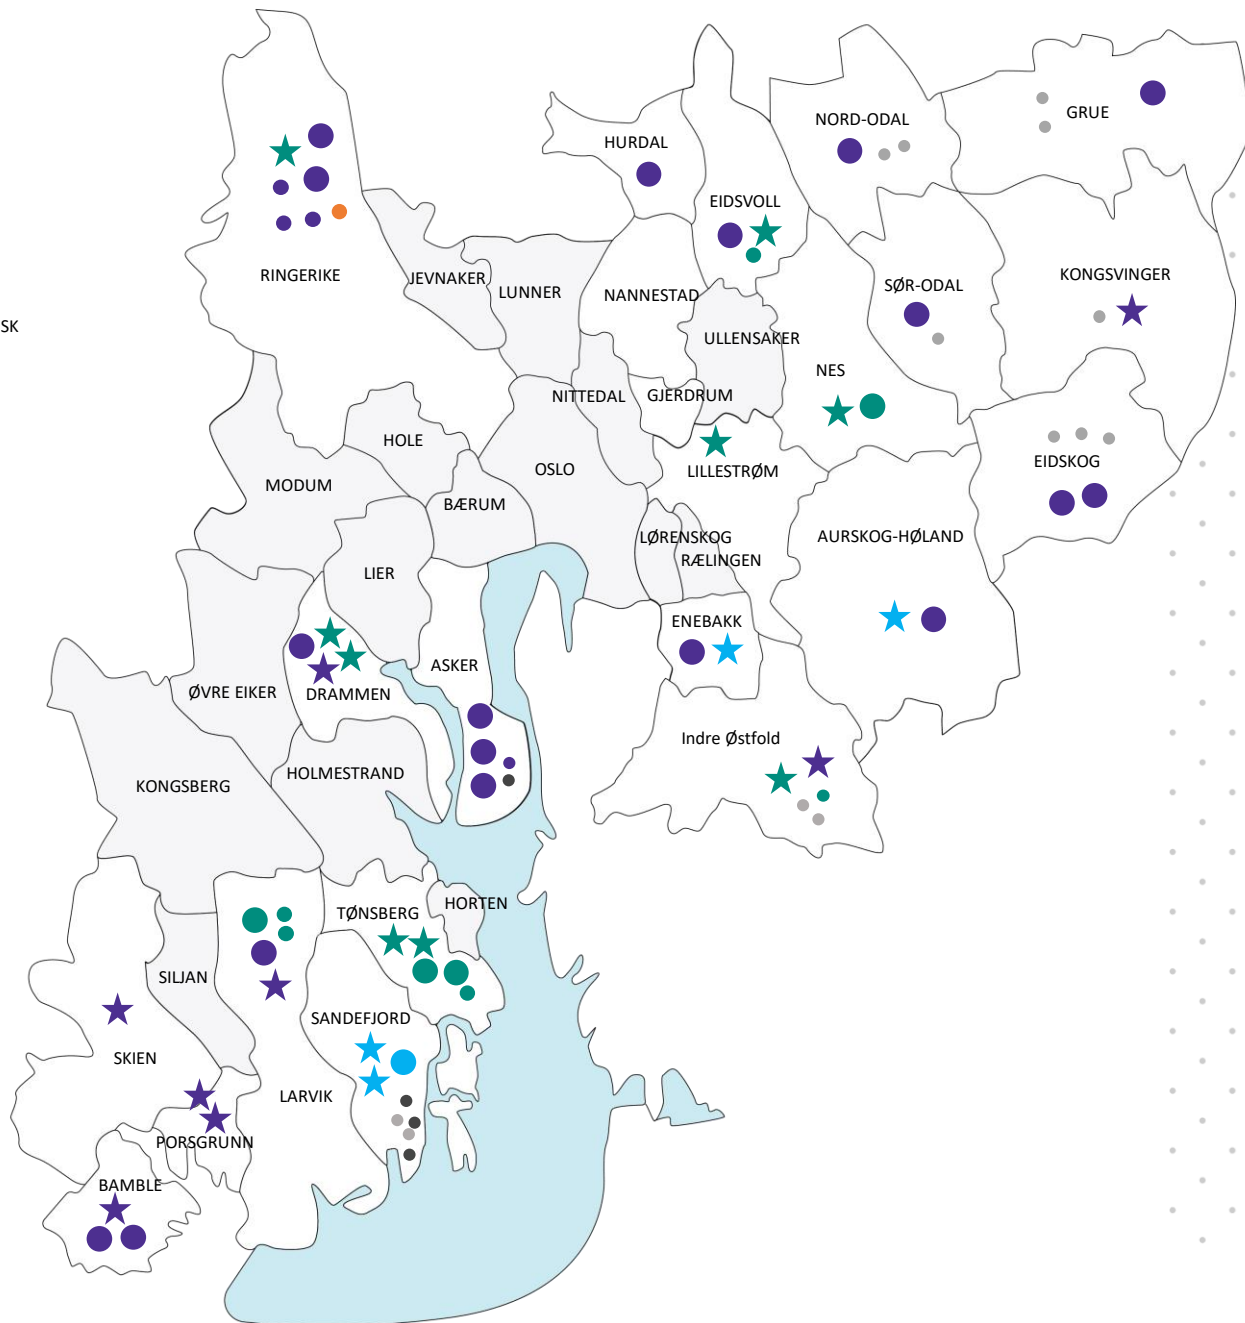 NORD-ODAL
GRUE
HURDAL
EIDSVOLL
RINGERIKE
JEVNAKER
LUNNER
NANNESTAD
SØR-ODAL
KONGSVINGER
SK
ULLENSAKER
NES
NITTEDAL
GJERDRUM
HOLE
OSLO
LILLESTRØM
EIDSKOG
MODUM
BÆRUM
LØRENSKOG
AURSKOG-HØLAND
RÆLINGEN
LIER
ENEBAKK
ASKER
ØVRE EIKER
DRAMMEN
Indre Østfold
HOLMESTRAND
KONGSBERG
TØNSBERG
HORTEN
SILJAN
SANDEFJORD
SKIEN
LARVIK
PORSGRUNN
BAMBLE